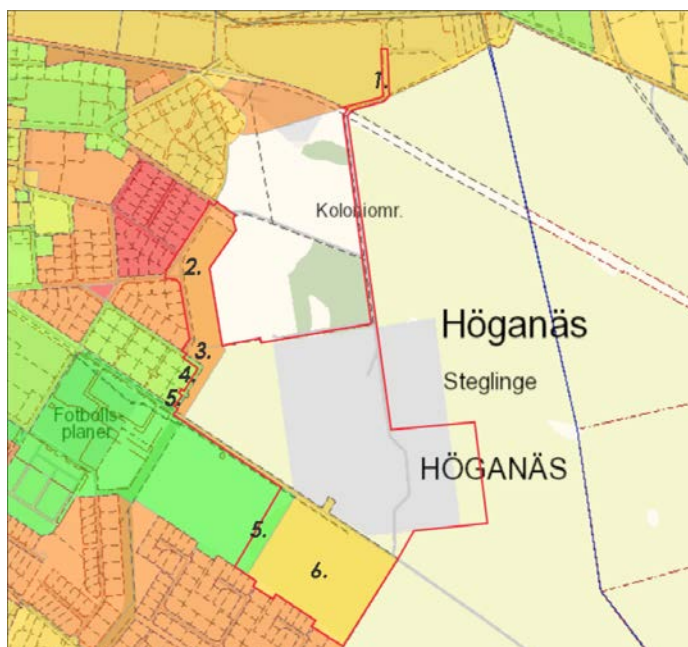 1.
Koloniomr.
2.
Höganäs
3.
Steglinge
4.
5.
Fotbolls-
planer
HÖGANÄS
5.
6.